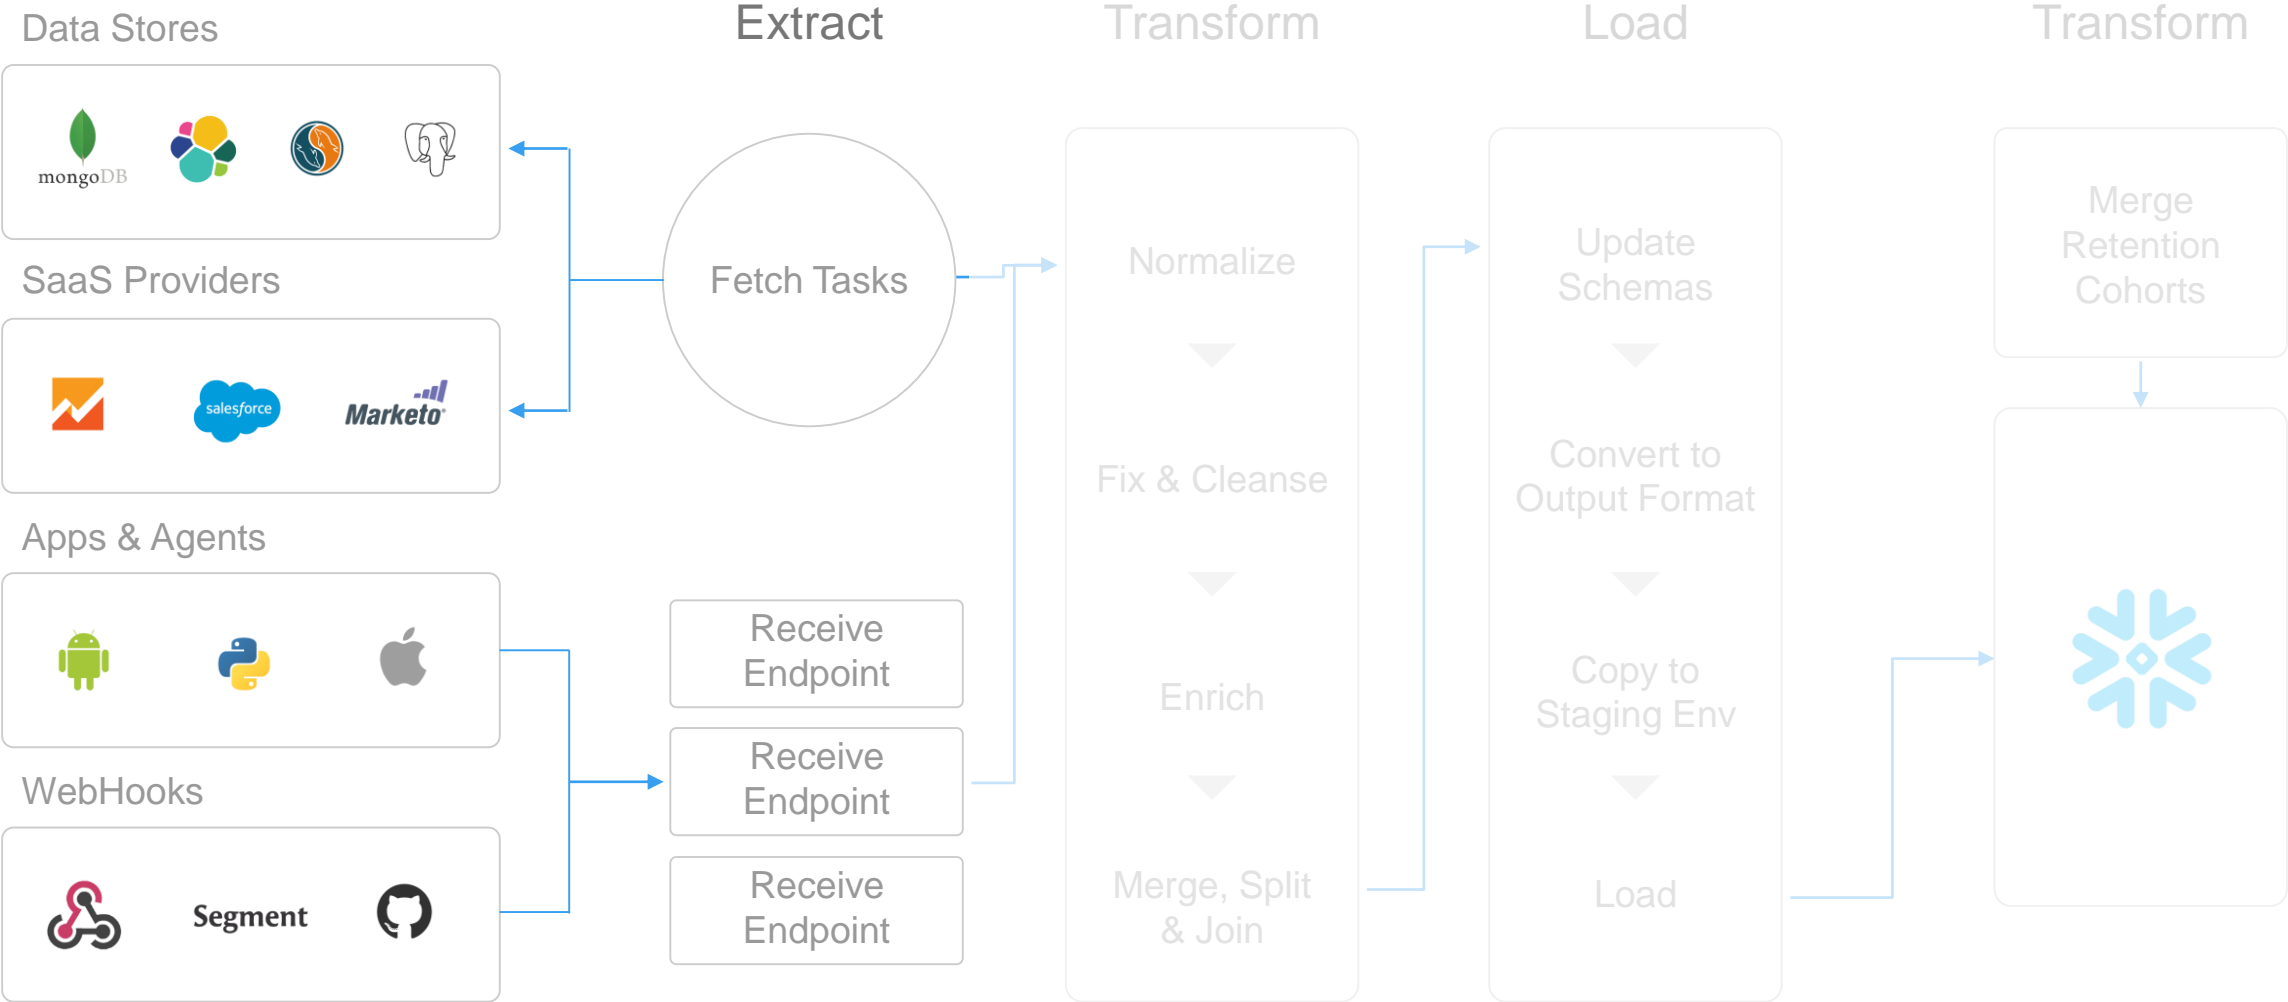 Data Stores
mongoDB
SaaS Providers
salesforce
Marketo
Apps & Agents
WebHooks
Segment
Extract
Fetch Tasks
Receive
Endpoint
Receive
Endpoint
Receive
Endpoint
Transform
Normalize
Fix & Cleanse
Enrich
Merge, Split
& Join
Load
Update
Schemas
Convert to
Output Format
Copy to
Staging Env
Load
Transform
Merge
Retention
Cohorts